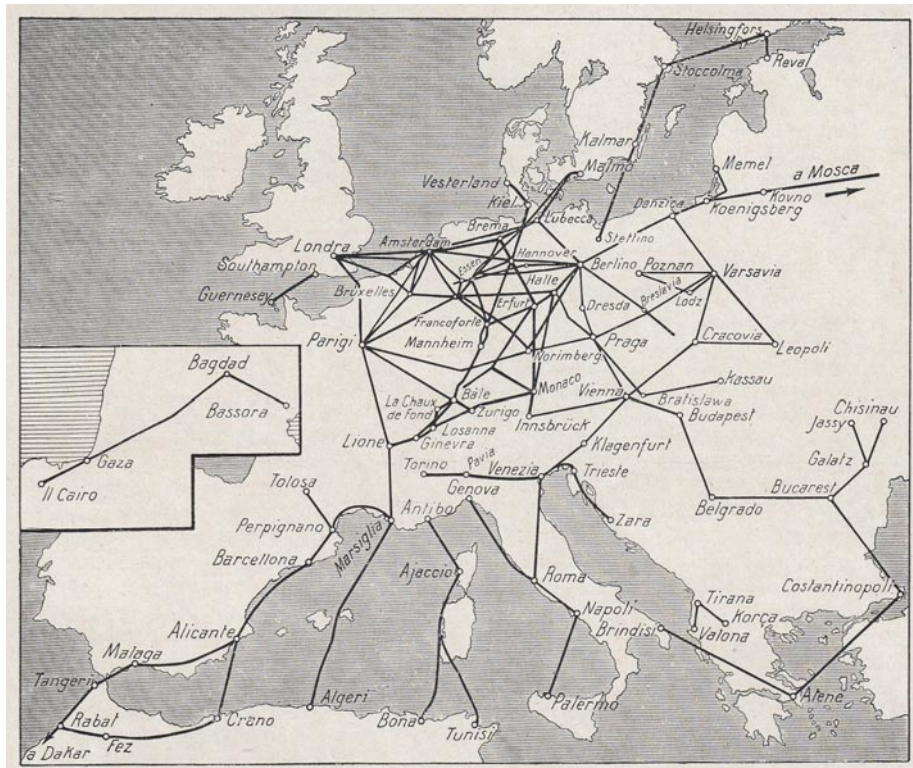 Helsingfors
Reval
Stoccolma
Kalmar
Malmö
Memel
a Mosca
Vesterland
Kiel
Lubecca
Danzica
Kovno
Koenigsberg
Brema
Stettino
Londra
Amsterdam
Hannover
Southampton
Essen
Berlino
Poznan
Varsavia
Guernesey
Bruxelles
Halle
Erfurt
Dresda
Breslavia
Lodz
Parigi
Francoforte
Mannheim
Norimberg
Praga
Cracovia
Leopoli
Bagdad
Bassora
Gaza
Il Cairo
La Chaux
de Fond
Bâle
Zurigo
Monaco
Vienna
Kassau
Bratislawa
Innsbrück
Budapest
Chisinau
Jassy
Losanna
Ginevra
Lione
Klagenfurt
Galatz
Torino
Pavia
Venezia
Trieste
Bucarest
Belgrado
Tolosa
Genova
Antibo
Zara
Perpignano
Marsiglia
Barcellona
Ajaccio
Roma
Costantinopoli
Napoli
Tirana
Korça
Brindisi
Valona
Alicante
Malaga
Tangeri
Atene
Algeri
Palermo
Rabat
Fez
Crano
Bona
Tunisi
a Dakar